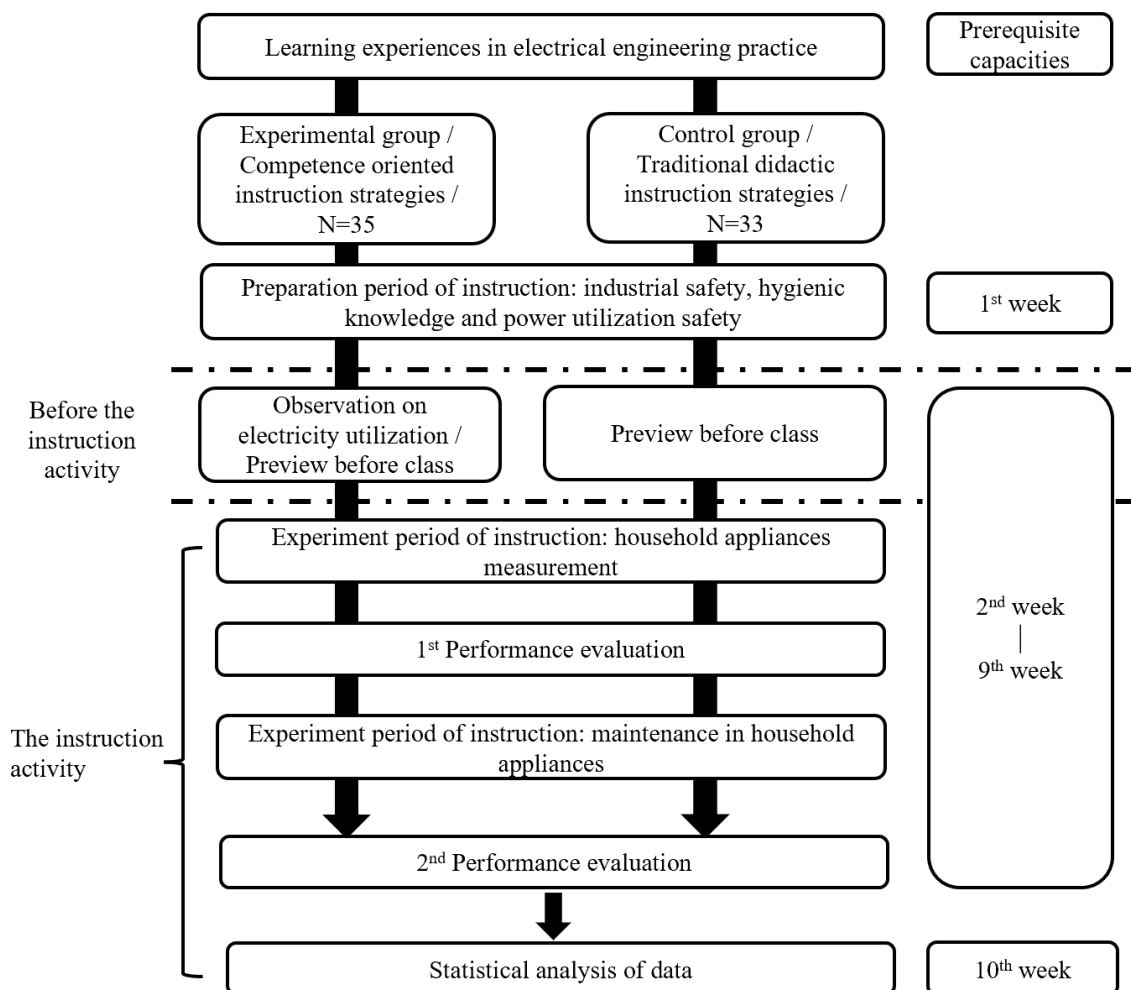 Learning experiences in electrical engineering practice
Prerequisite
capacities
Experimental group /
Competence oriented
instruction strategies /
N=35
Control group /
Traditional didactic
instruction strategies /
N=33
Preparation period of instruction: industrial safety, hygienic
knowledge and power utilization safety
1st week
Before the
instruction
activity
Observation on
electricity utilization /
Preview before class
Preview before class
Experiment period of instruction: household appliances
measurement
1st Performance evaluation
2nd week
|
9th week
The instruction
activity
Experiment period of instruction: maintenance in household
appliances
2nd Performance evaluation
Statistical analysis of data
10th week